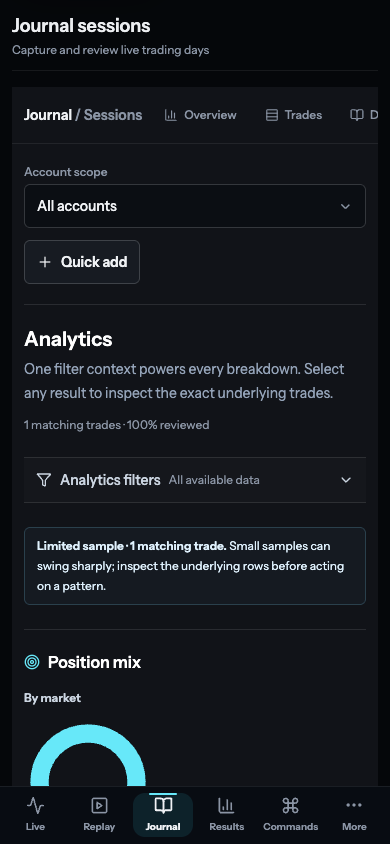 Journal sessions
Capture and review live trading days
Journal / Sessions Overview Trades D
Account scope
All accounts
+ Quick add
Analytics
One filter context powers every breakdown. Select
any result to inspect the exact underlying trades.
1 matching trades · 100% reviewed
Analytics filters All available data
Limited sample · 1 matching trade. Small samples can
swing sharply; inspect the underlying rows before acting
on a pattern.
Position mix
By market
Live Replay Journal Results Commands More